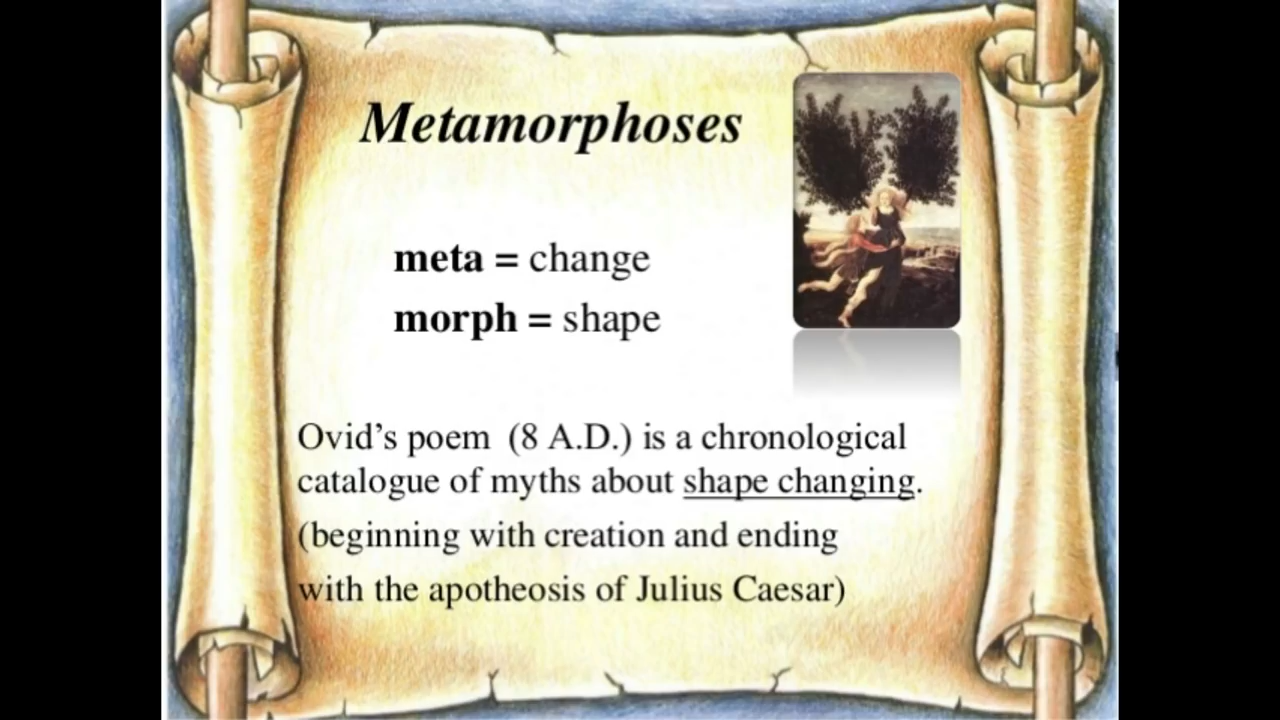 Metamorphoses
meta = change
morph = shape
Ovid’s poem  (8 A.D.) is a chronological
catalogue of myths about shape changing.
(beginning with creation and ending
with the apotheosis of Julius Caesar)